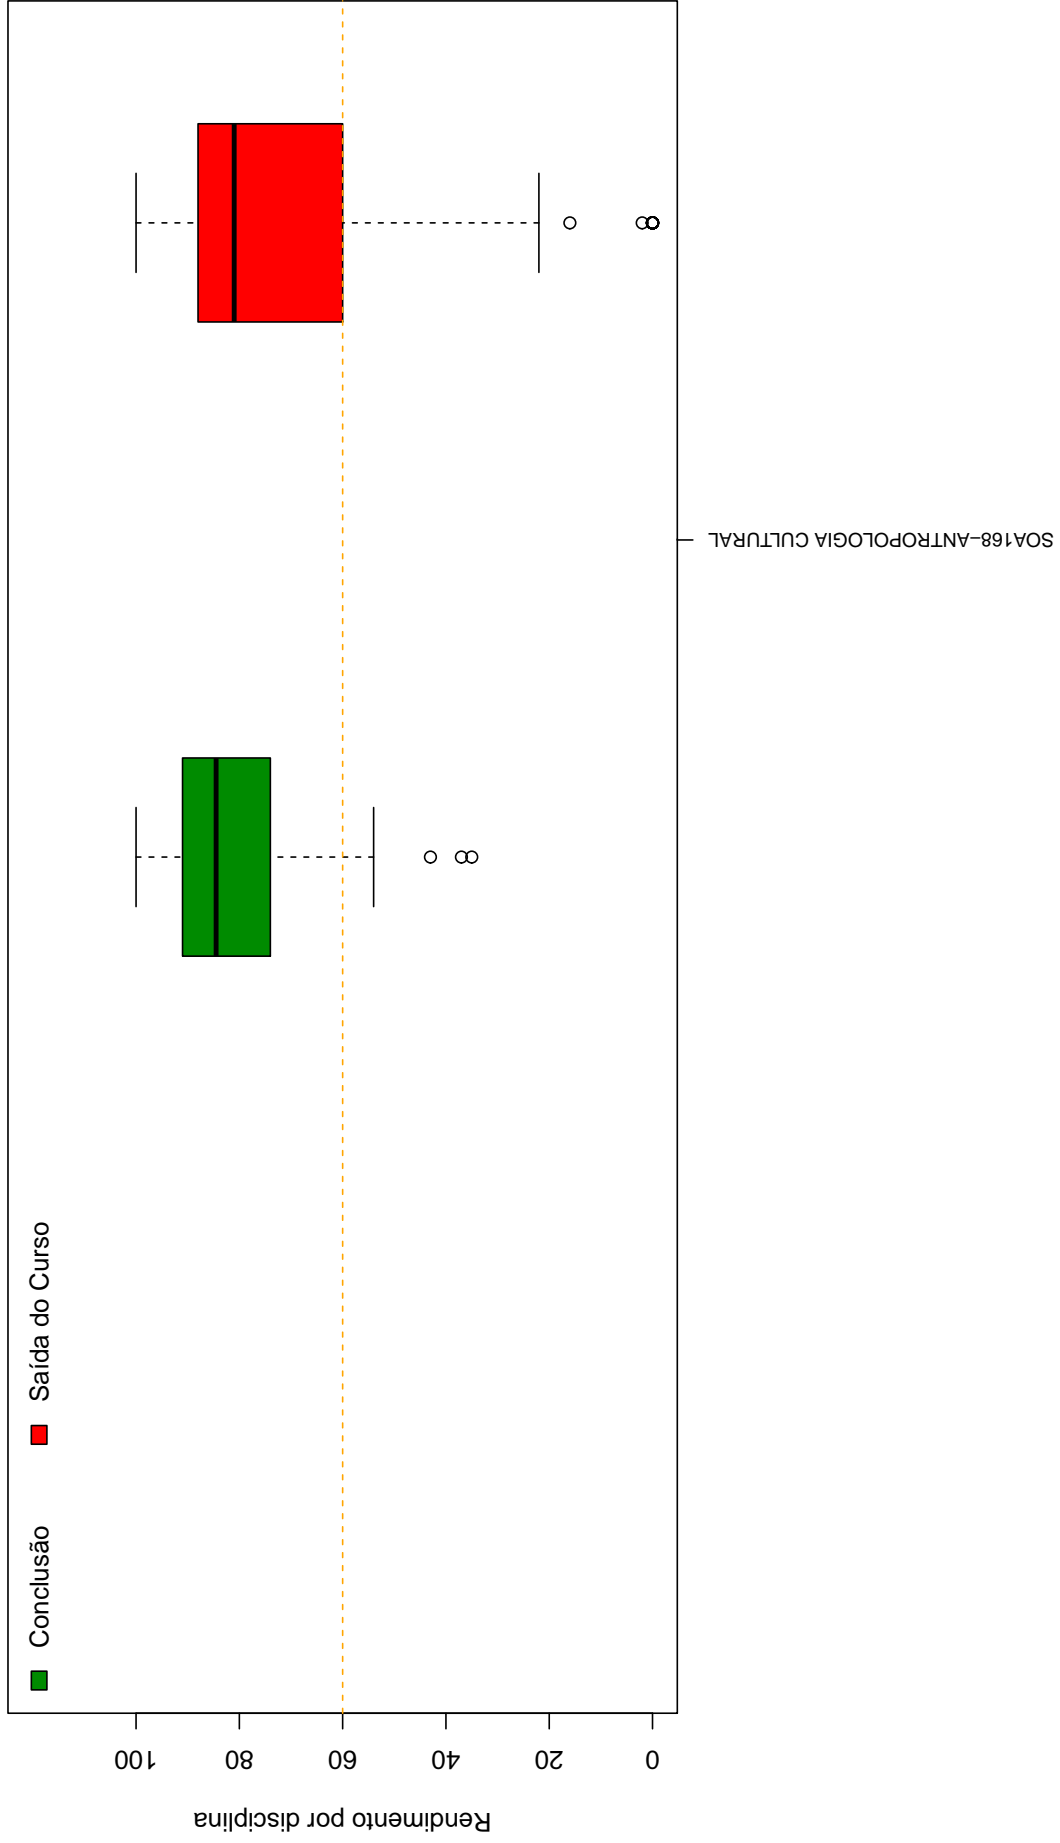 Conclusão
Saída do Curso
Rendimento por disciplina
100
80
60
40
20
0
SOA168−ANTROPOLOGIA CULTURAL